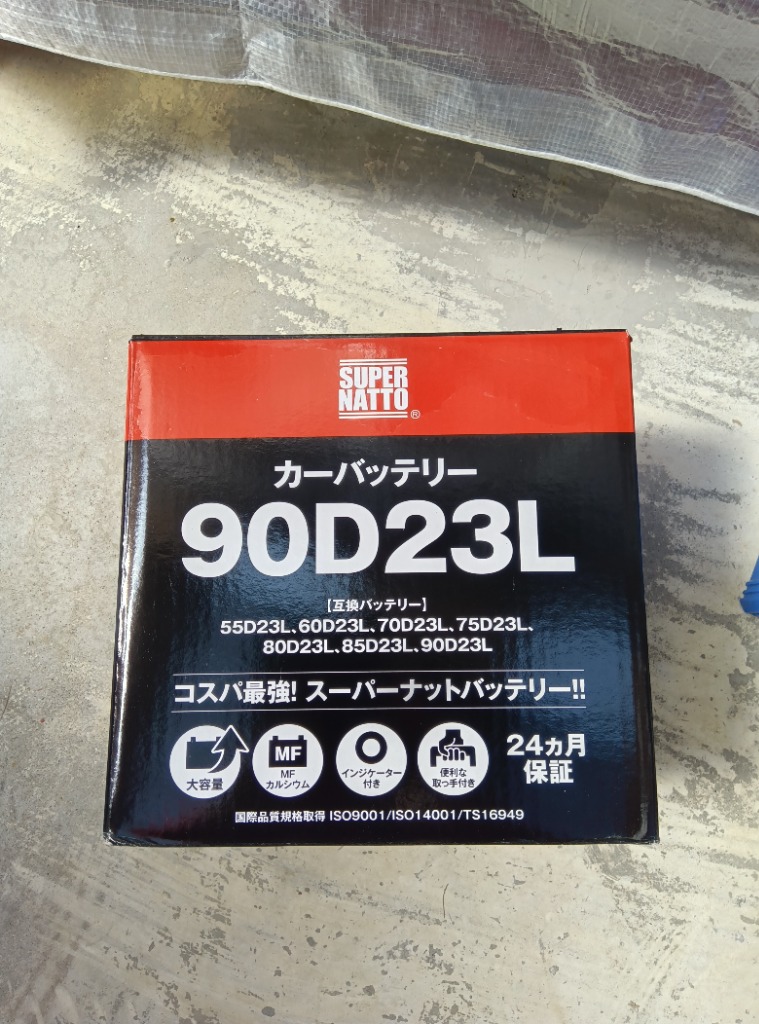 SUPER
NATTO®
カーバッテリー
90D23L
【互換バッテリー】
55D23L、60D23L、70D23L、75D23L、
80D23L、85D23L、90D23L
コスパ最強! スーパーナットバッテリー!!
大容量
MF
MF
カルシウム
インジケーター
付き
便利な
取っ手付き
24ヵ月
保証
国際品質規格取得 ISO9001/ISO14001/TS16949